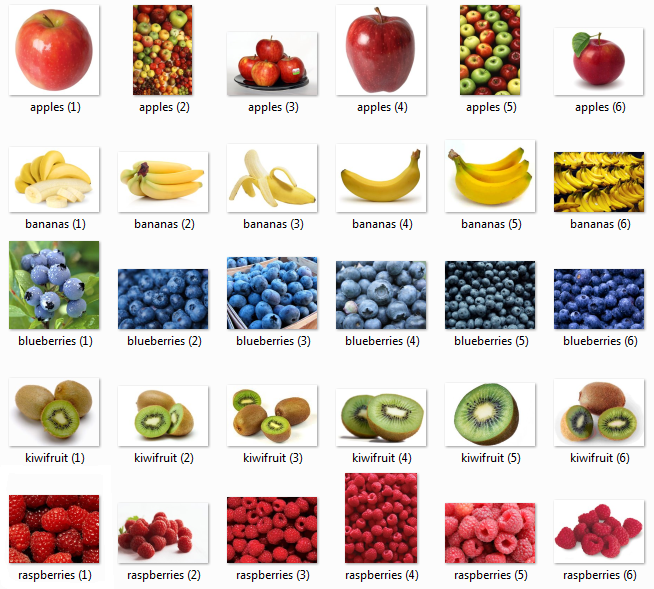 apples (1) apples (2) apples (3) apples (4) apples (5) apples (6)
bananas (1) bananas (2) bananas (3) bananas (4) bananas (5) bananas (6)
blueberries (1) blueberries (2) blueberries (3) blueberries (4) blueberries (5) blueberries (6)
kiwifruit (1) kiwifruit (2) kiwifruit (3) kiwifruit (4) kiwifruit (5) kiwifruit (6)
raspberries (1) raspberries (2) raspberries (3) raspberries (4) raspberries (5) raspberries (6)